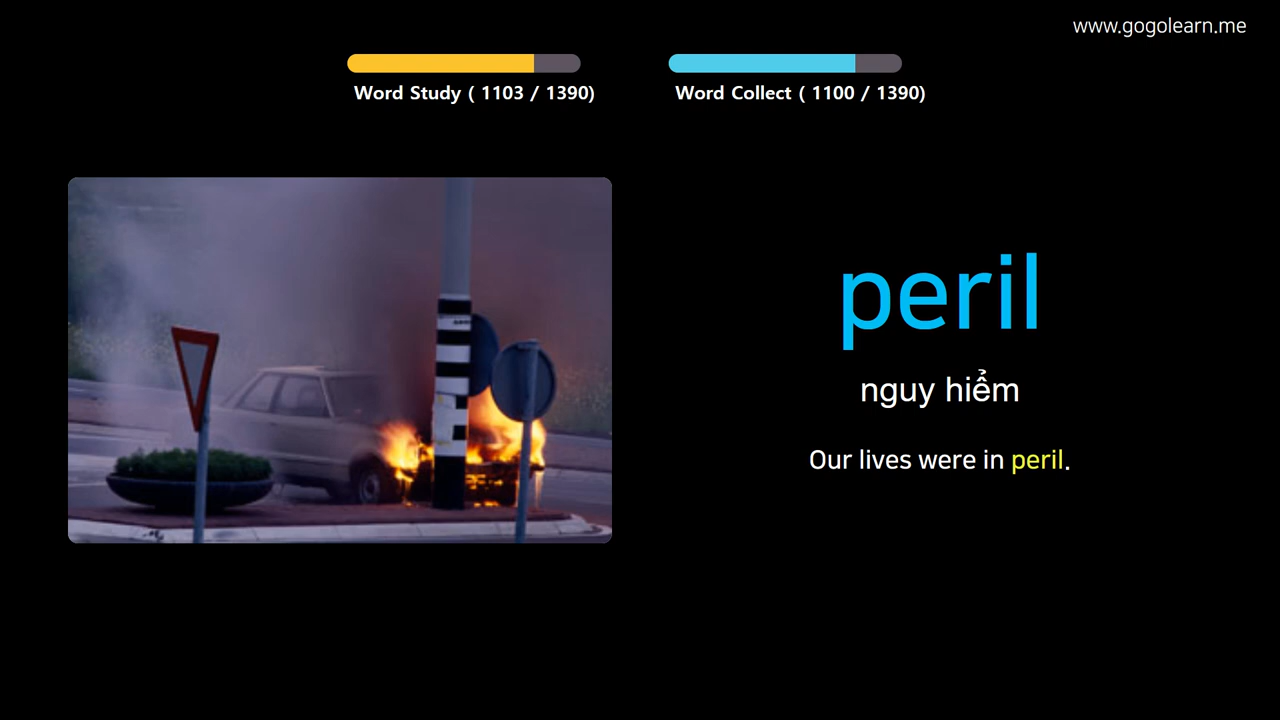 www.gogolearn.me
Word Study ( 1103 / 1390)
Word Collect ( 1100 / 1390)
peril
nguy hiểm
Our lives were in peril.